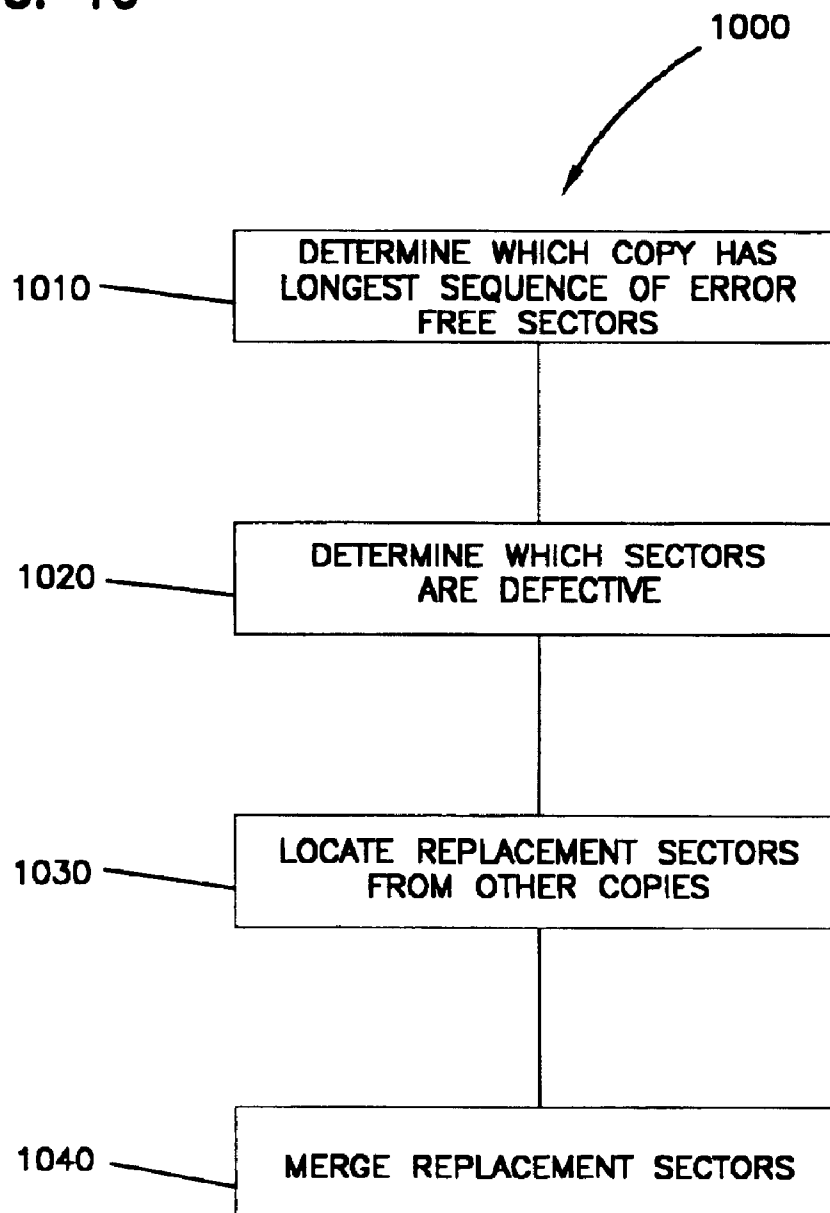 1000
DETERMINE WHICH COPY HAS
LONGEST SEQUENCE OF ERROR
FREE SECTORS
1010
DETERMINE WHICH SECTORS
ARE DEFECTIVE
1020
LOCATE REPLACEMENT SECTORS
FROM OTHER COPIES
1030
MERGE REPLACEMENT SECTORS
1040